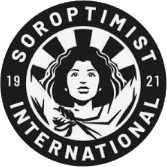 SOROPTIMIST
19 21
INTERNATIONAL